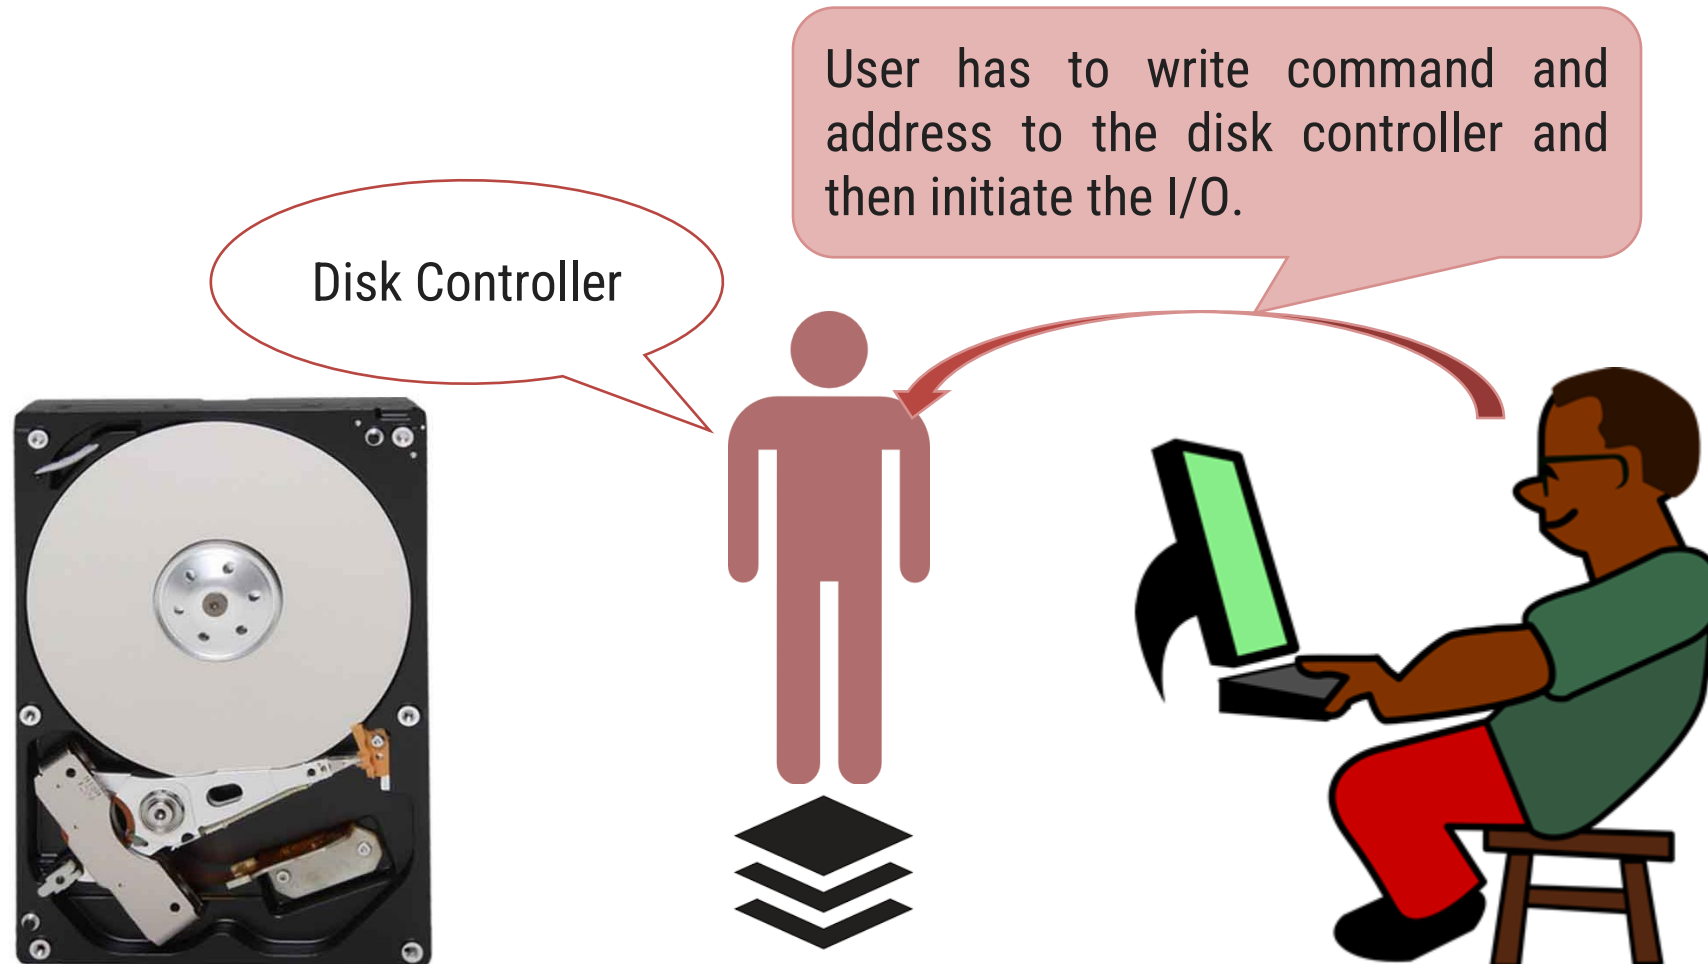 User has to write command and
address to the disk controller and
then initiate the I/O.
Disk Controller